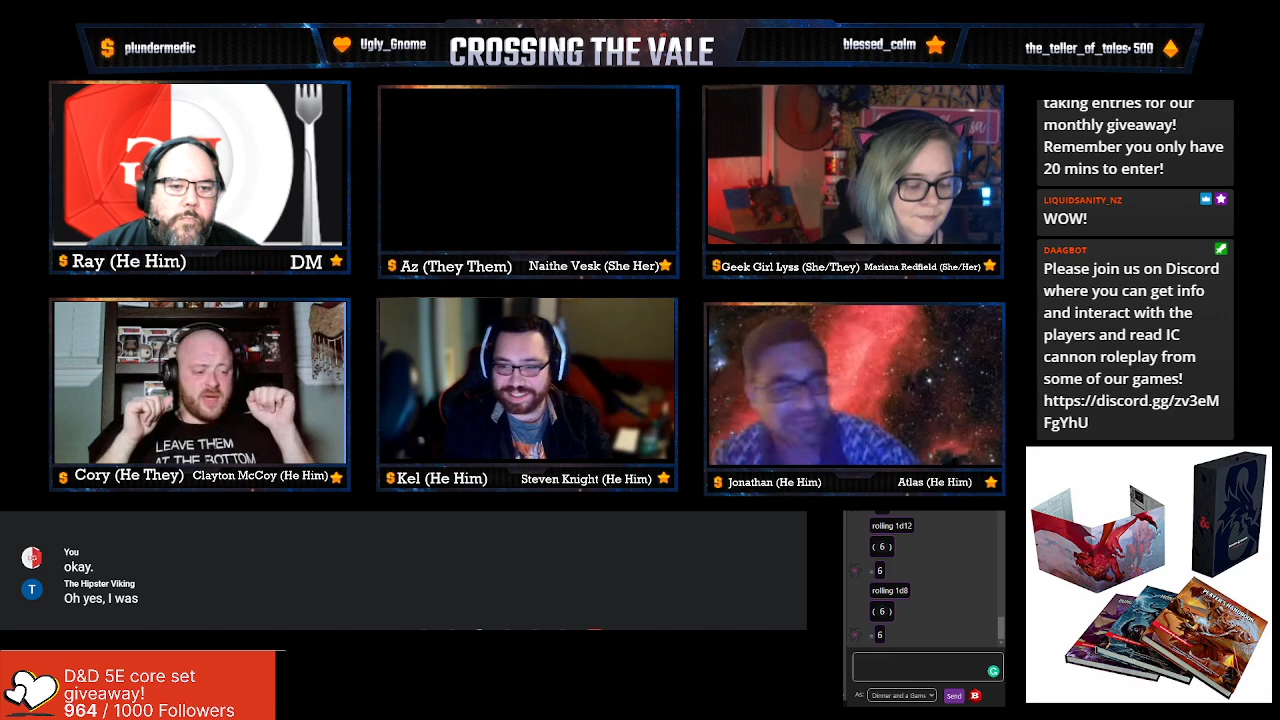 plundermedic
Ugly_Gnome
CROSSING THE VALE
blessed_calm
the_teller_of_tales: 500
Ray (He Him)
DM
Az (They Them)
Naithe Vesk (She Her)
Geek Girl Lyss (She/They)
Mariana Redfield (She/Her)
LEAVE THEM
AT THE BOTTOM
Cory (He They)
Clayton McCoy (He Him)
Kel (He Him)
Steven Knight (He Him)
Jonathan (He Him)
Atlas (He Him)
taking entries for our
monthly giveaway!
Remember you only have
20 mins to enter!
LIQUIDSANITY_NZ
WOW!
DAAGBOT
Please join us on Discord
where you can get info
and interact with the
players and read IC
cannon roleplay from
some of our games!
https://discord.gg/zv3eM
FgYhU
You
okay.
T
The Hipster Viking
Oh yes, I was
rolling 1d12
( 6 )
= 6
rolling 1d8
( 6 )
= 6
As:
Dinner and a Gam
Send
B
PLAYER'S HANDBOOK
D&D 5E core set
giveaway!
964 / 1000 Followers